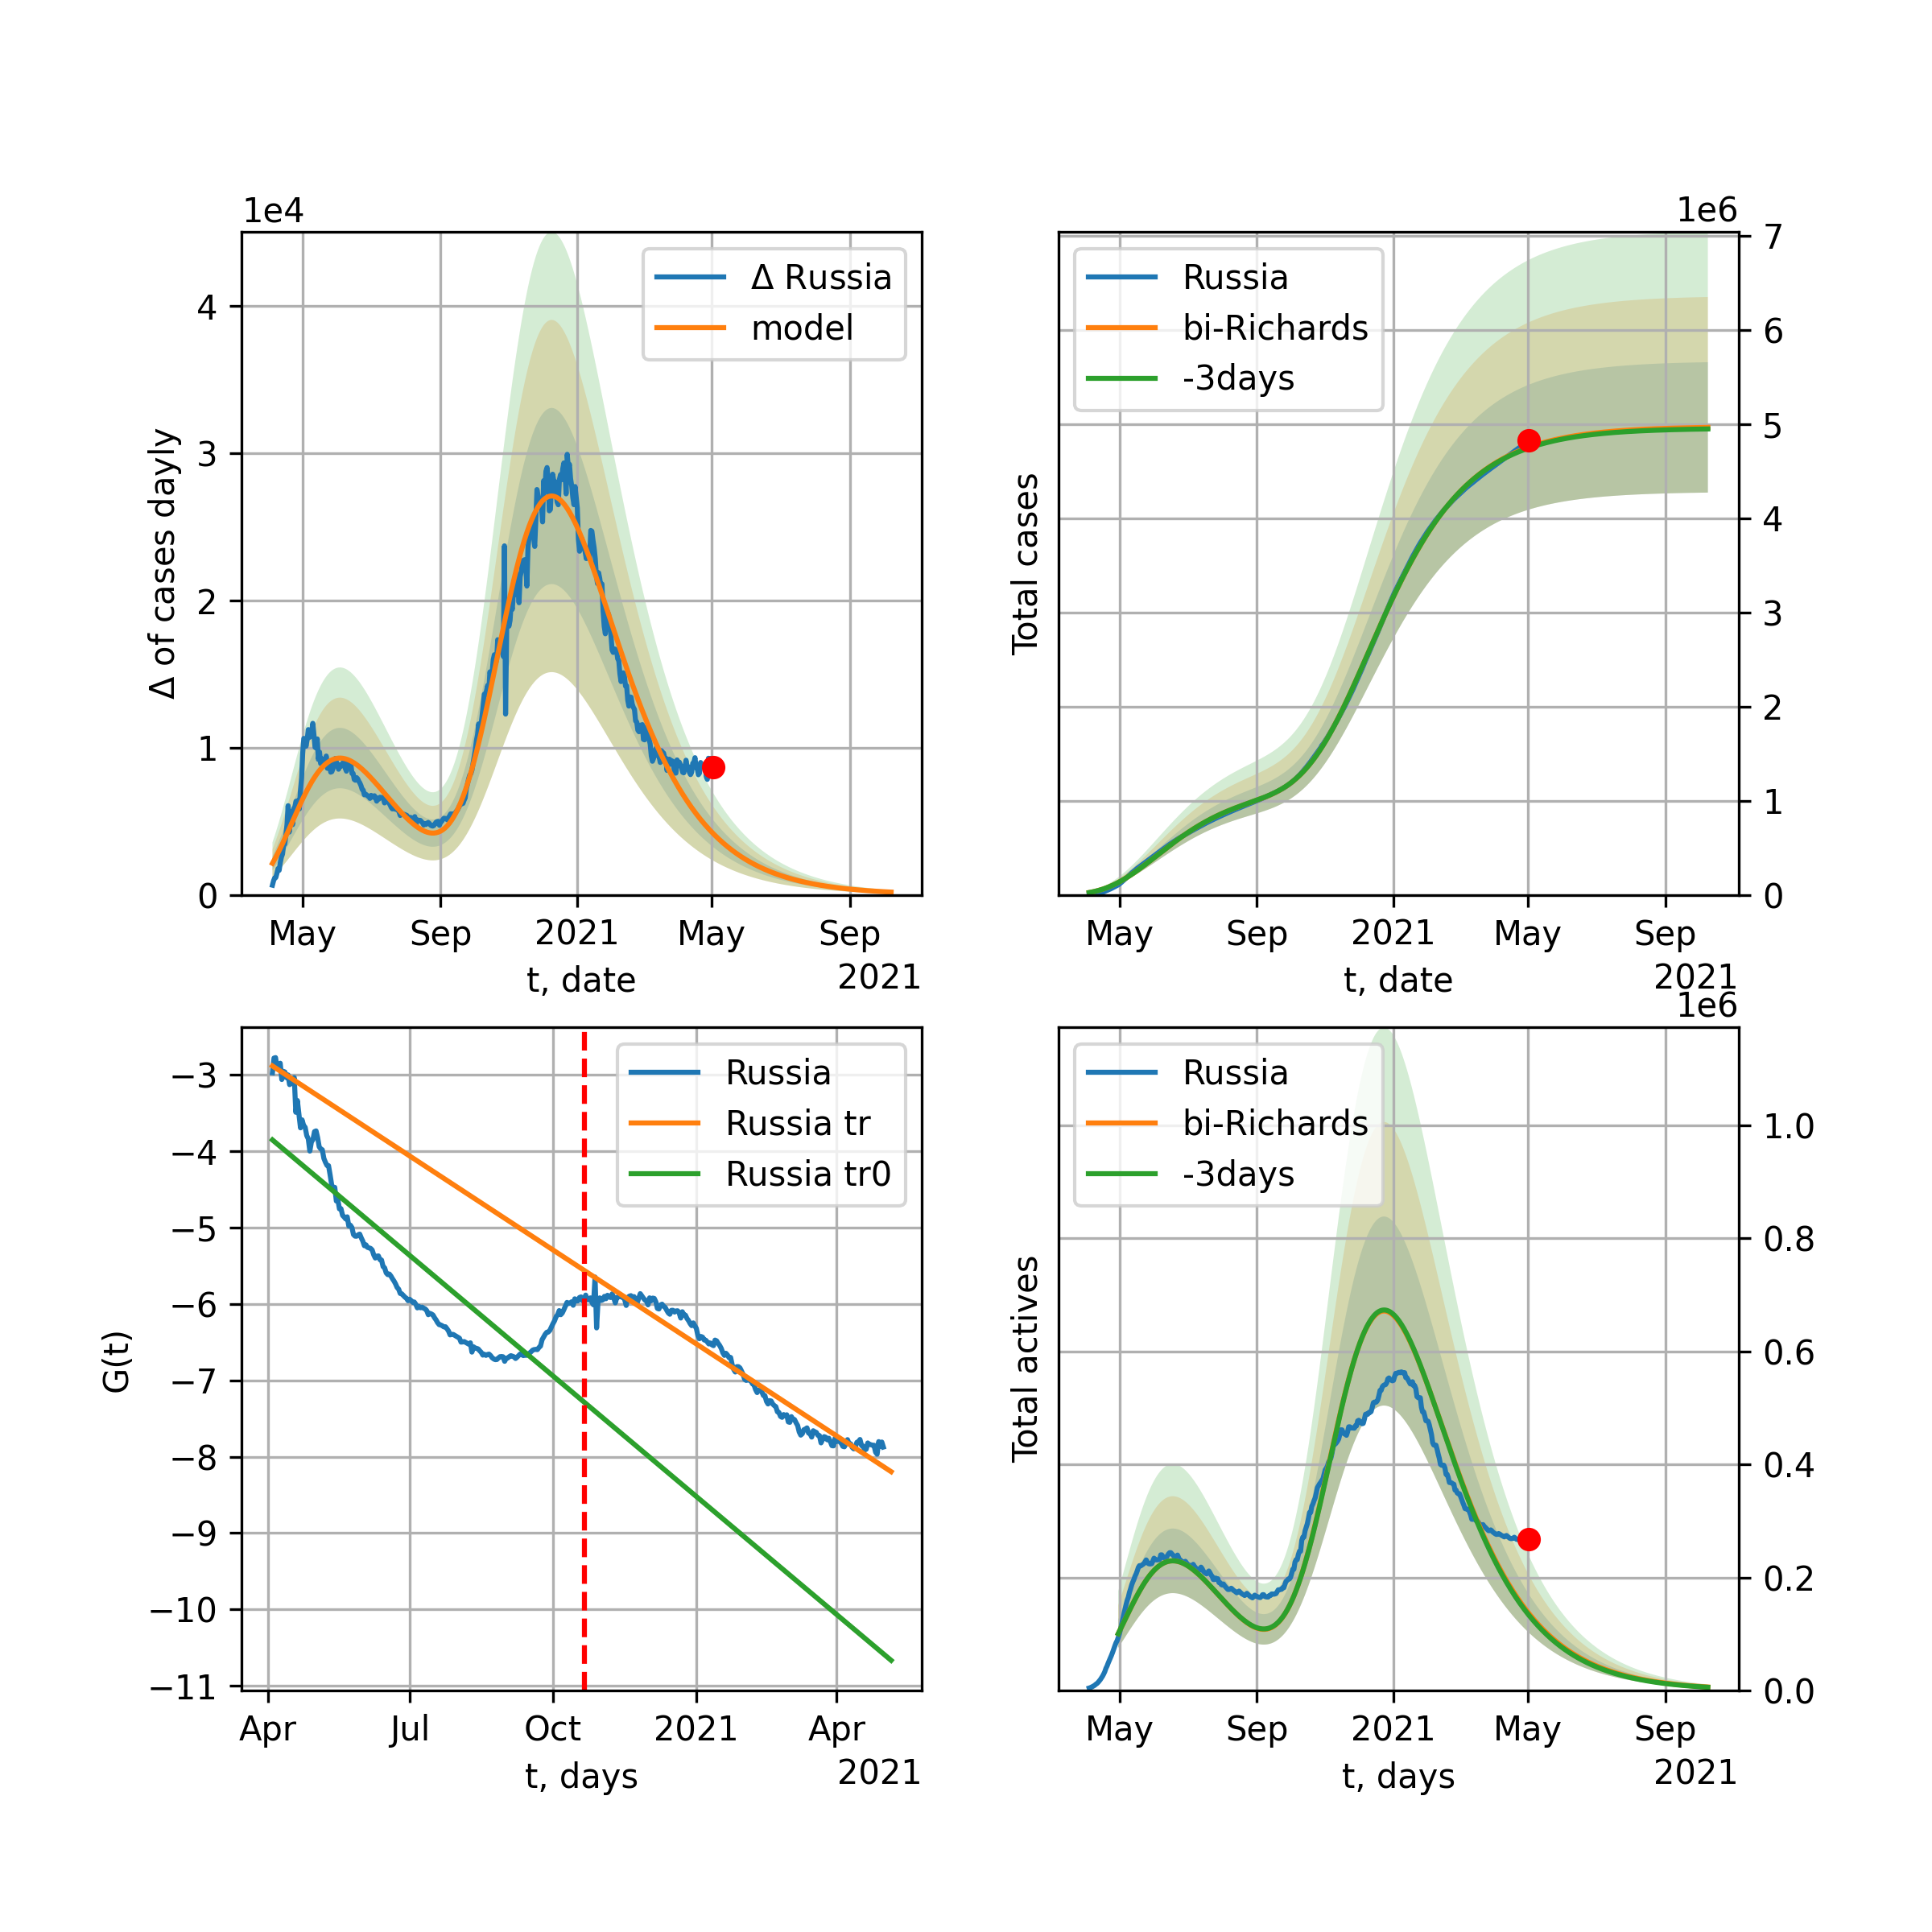 1e4
Δ of cases dayly
4
3
2
1
0
Δ Russia
model
May Sep 2021 May Sep
t, date
2021
1e6
Total cases
7
6
5
4
3
2
1
0
Russia
bi-Richards
-3days
May Sep 2021 May Sep
t, date
2021
G(t)
−3
−4
−5
−6
−7
−8
−9
−10
−11
Russia
Russia tr
Russia tr0
Apr Jul Oct 2021 Apr
t, days
2021
1e6
Total actives
1.0
0.8
0.6
0.4
0.2
0.0
Russia
bi-Richards
-3days
May Sep 2021 May Sep
t, days
2021